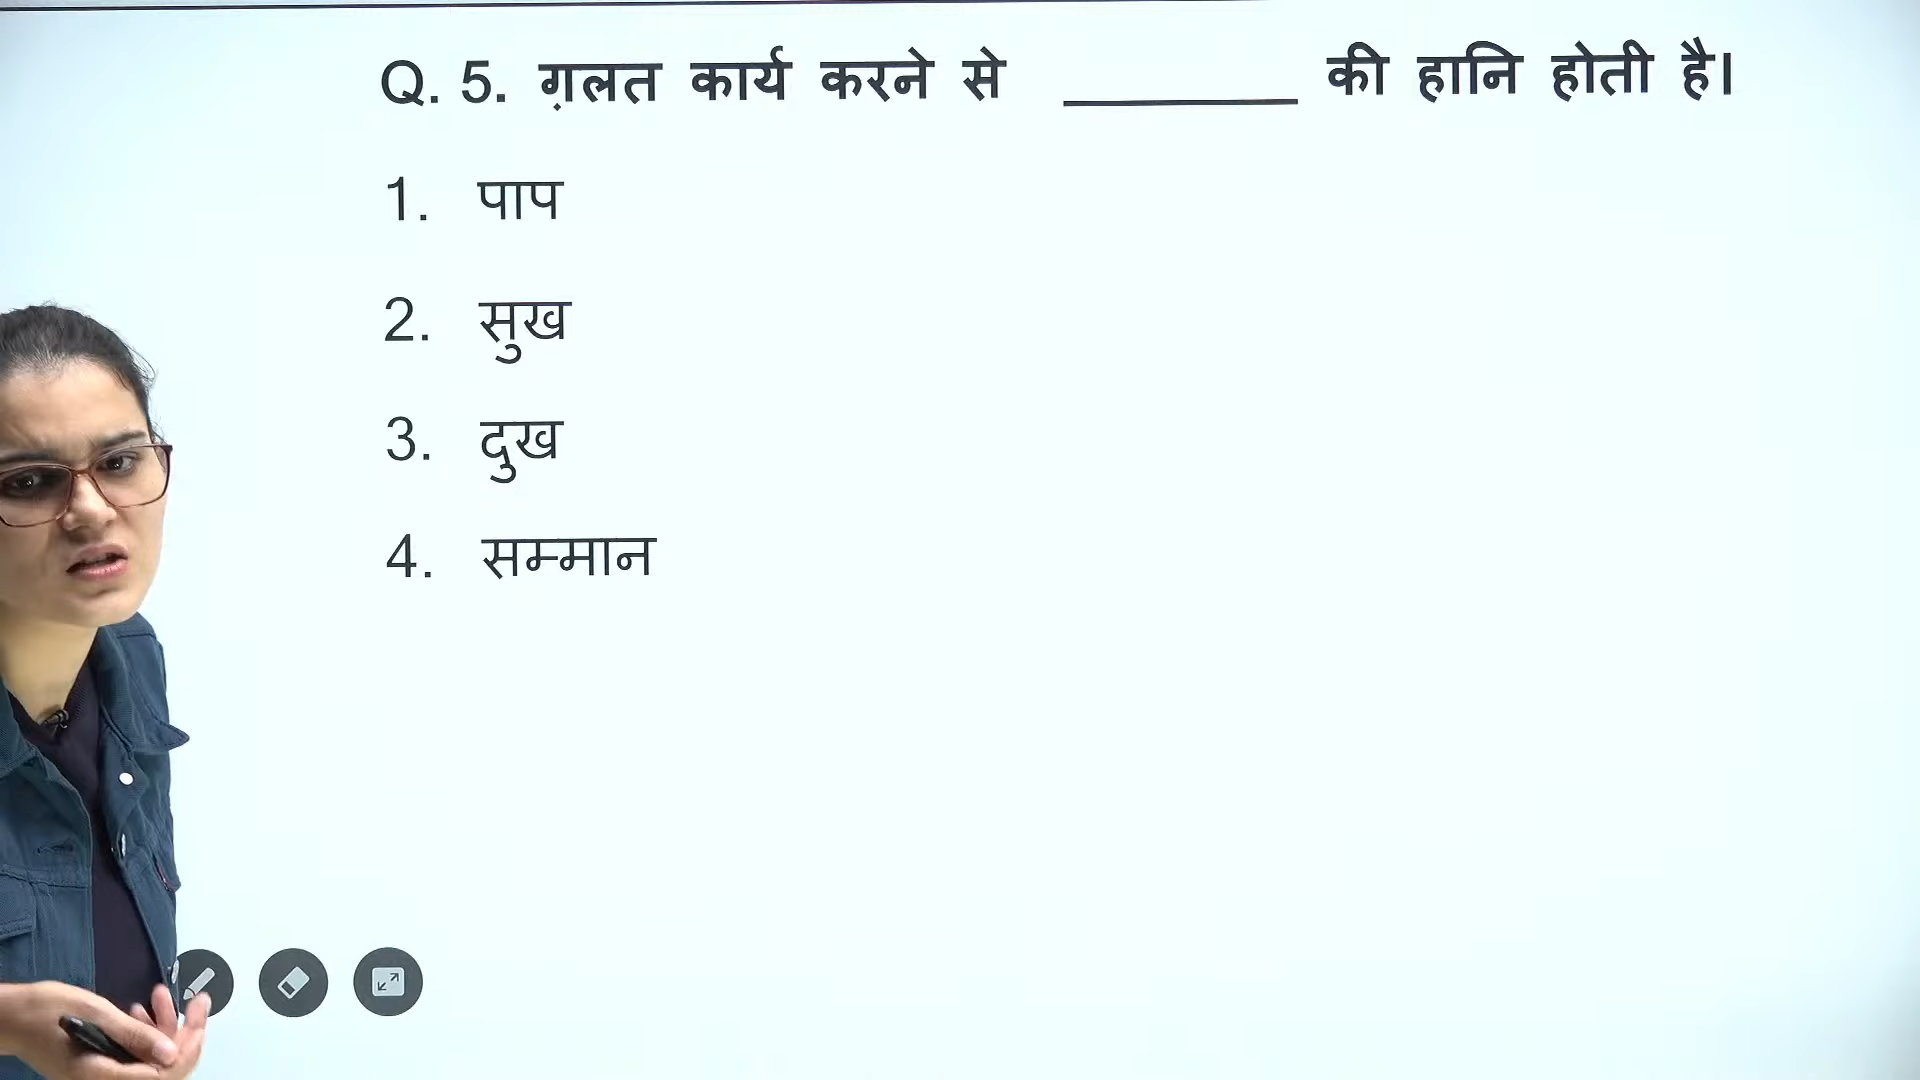 Q. 5. ग़लत कार्य करने से ________ की हानि होती है।
1. पाप
2. सुख
3. दुख
4. सम्मान